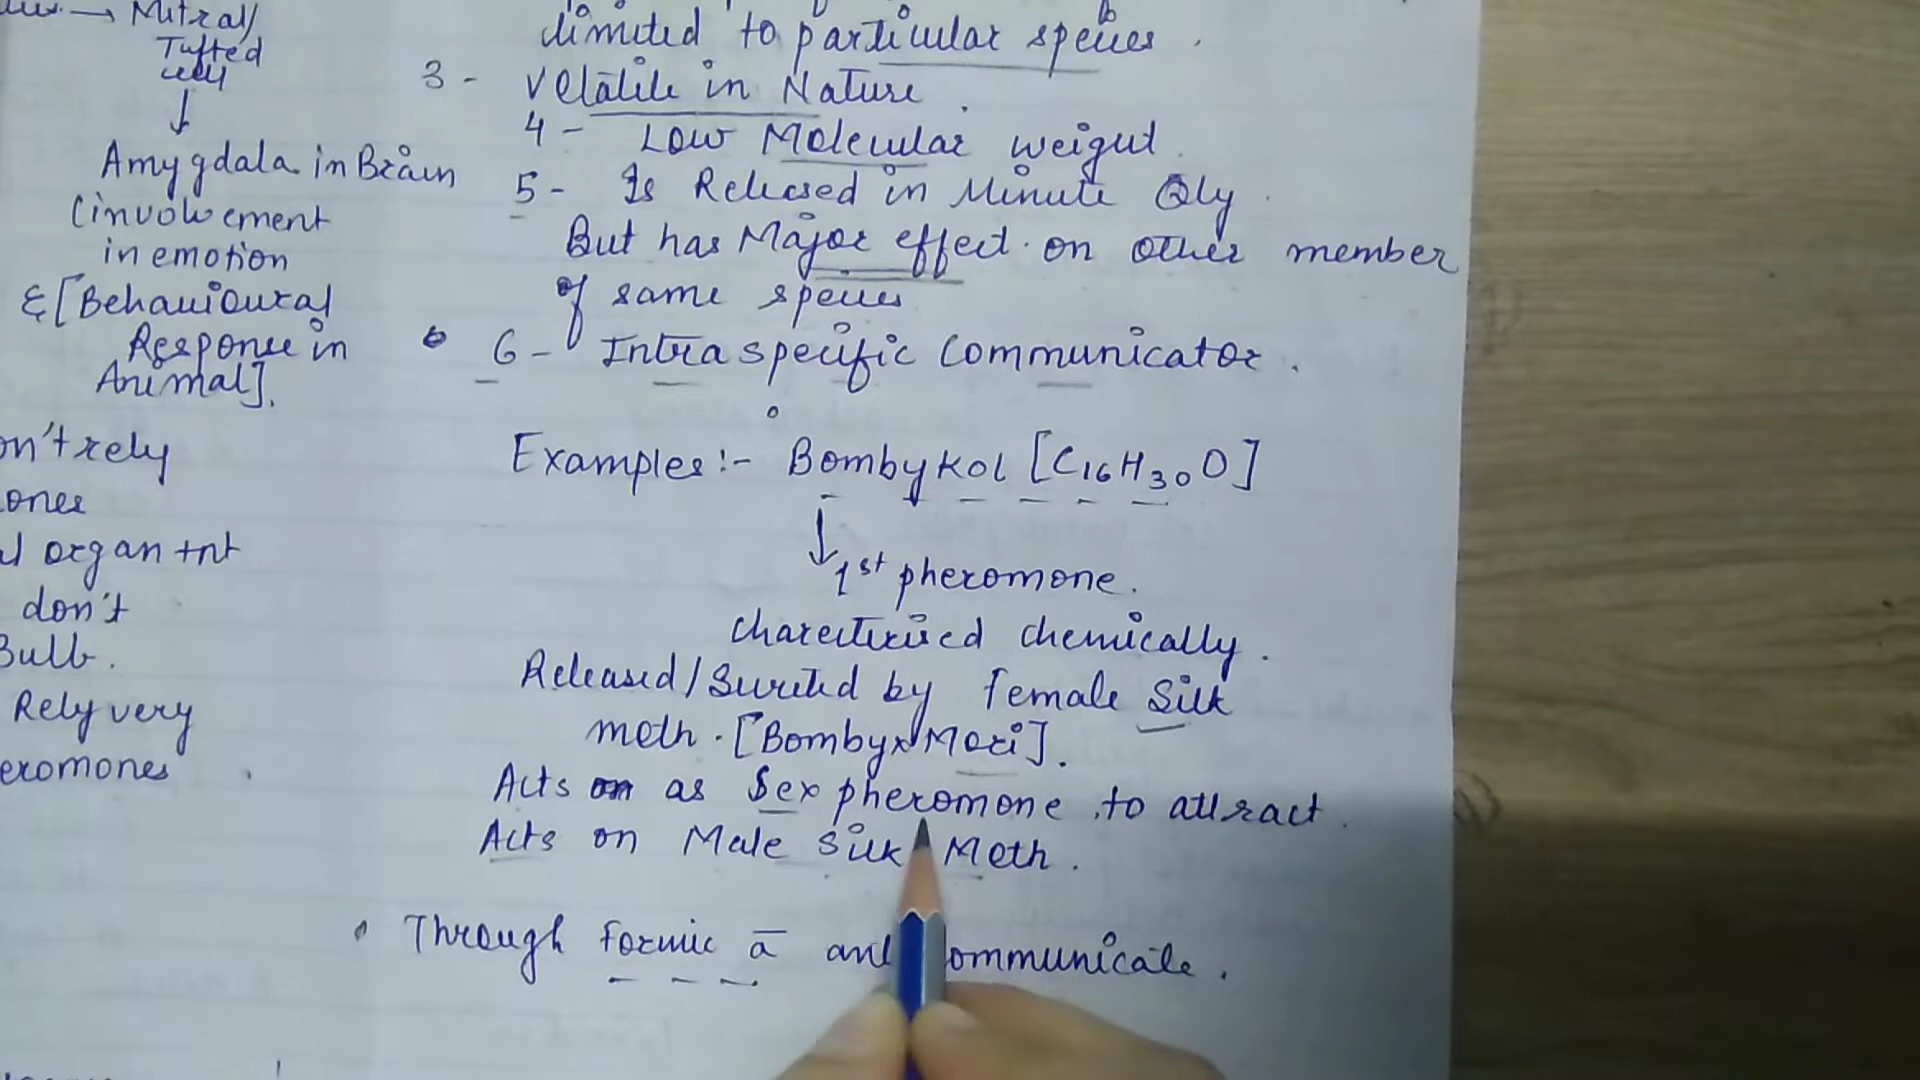 → Mitral/
Tufted
cell
↓
Amygdala in Brain
(involvement
in emotion
& [Behavioural
Response in
Animal].
on't rely
ones
organ +nt
don't
Bulb.
Rely very
eromones
limited to particular species.
3 - Volatile in Nature.
4 - Low Molecular weight.
5 - Is Released in Minute Qty.
But has Major effect on other member
of same species
6 - Intraspecific Communicator.
Examples :- Bombykol [C16H30O]
↓ 1st pheromone.
charecterised chemically.
Released/Secreted by female Silk
moth. [Bombyx Mori].
Acts as Sex pheromone to attract.
Acts on Male Silk Moth.
Through Formic a ant communicate.